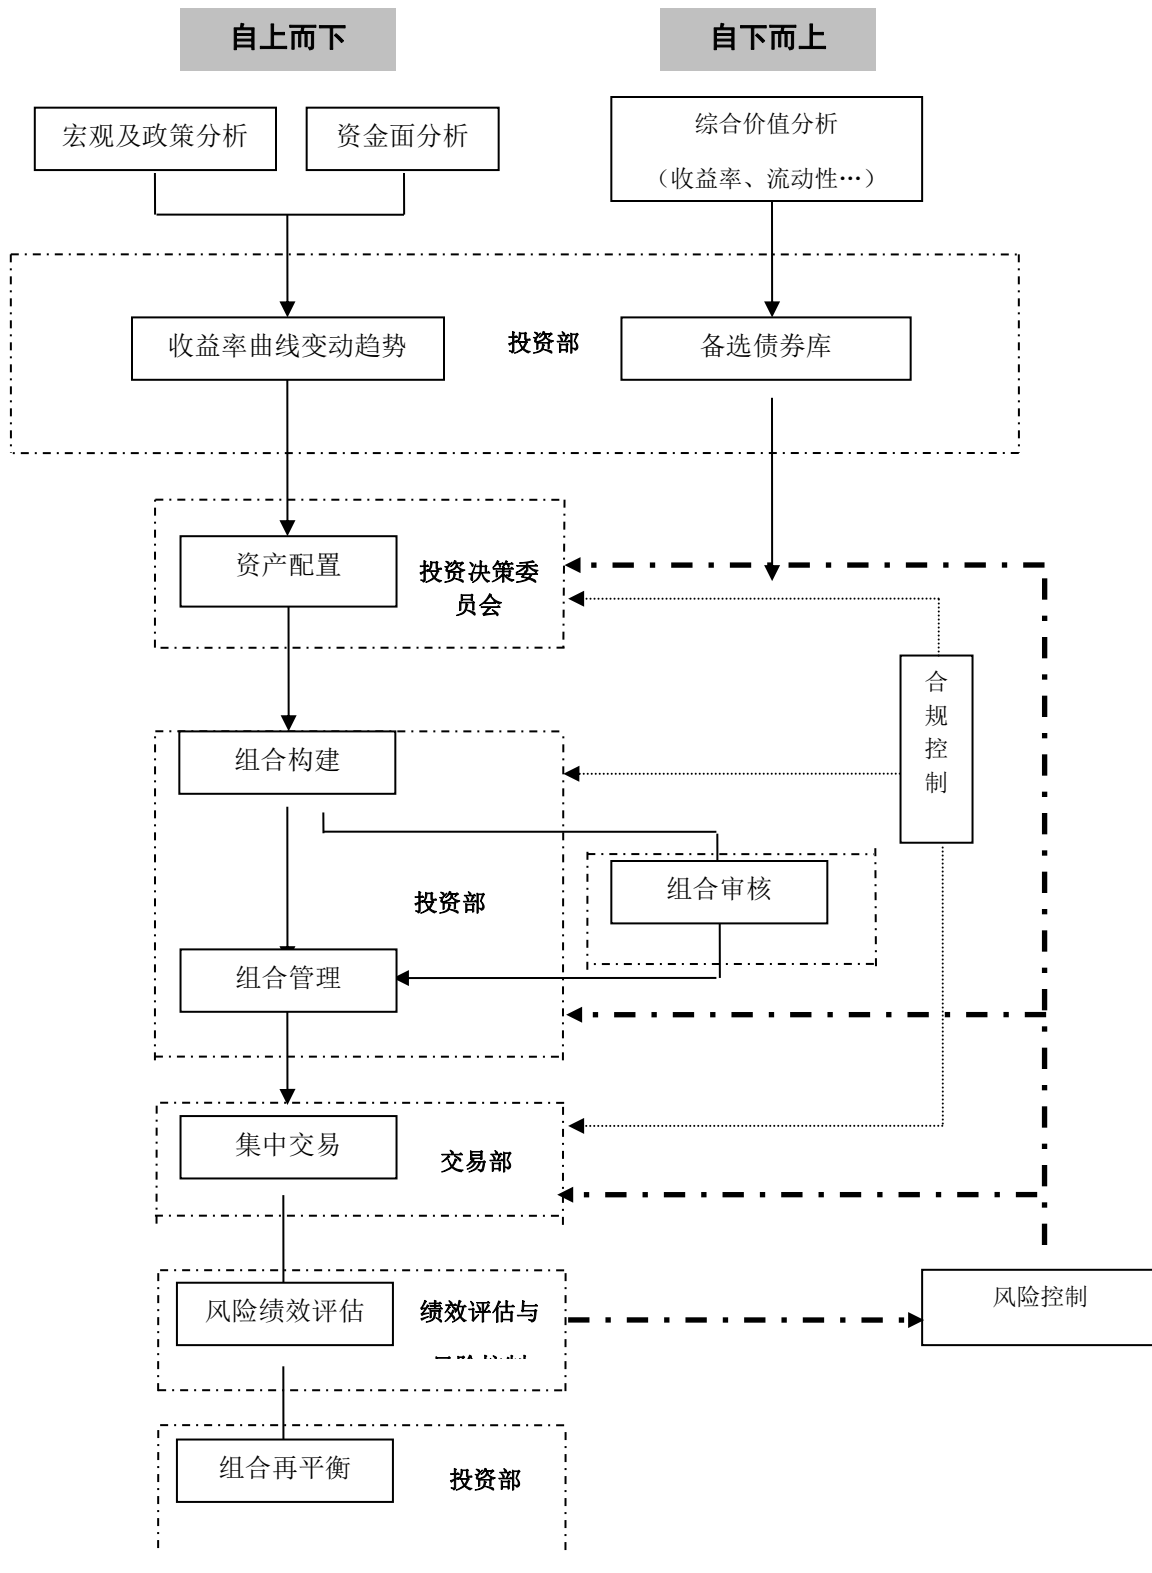 自上而下
自下而上
宏观及政策分析
资金面分析
综合价值分析
（收益率、流动性…）
收益率曲线变动趋势
投资部
备选债券库
资产配置
投资决策委
员会
合
规
控
制
组合构建
组合审核
投资部
组合管理
集中交易
交易部
风险绩效评估
绩效评估与
风险控制
组合再平衡
投资部